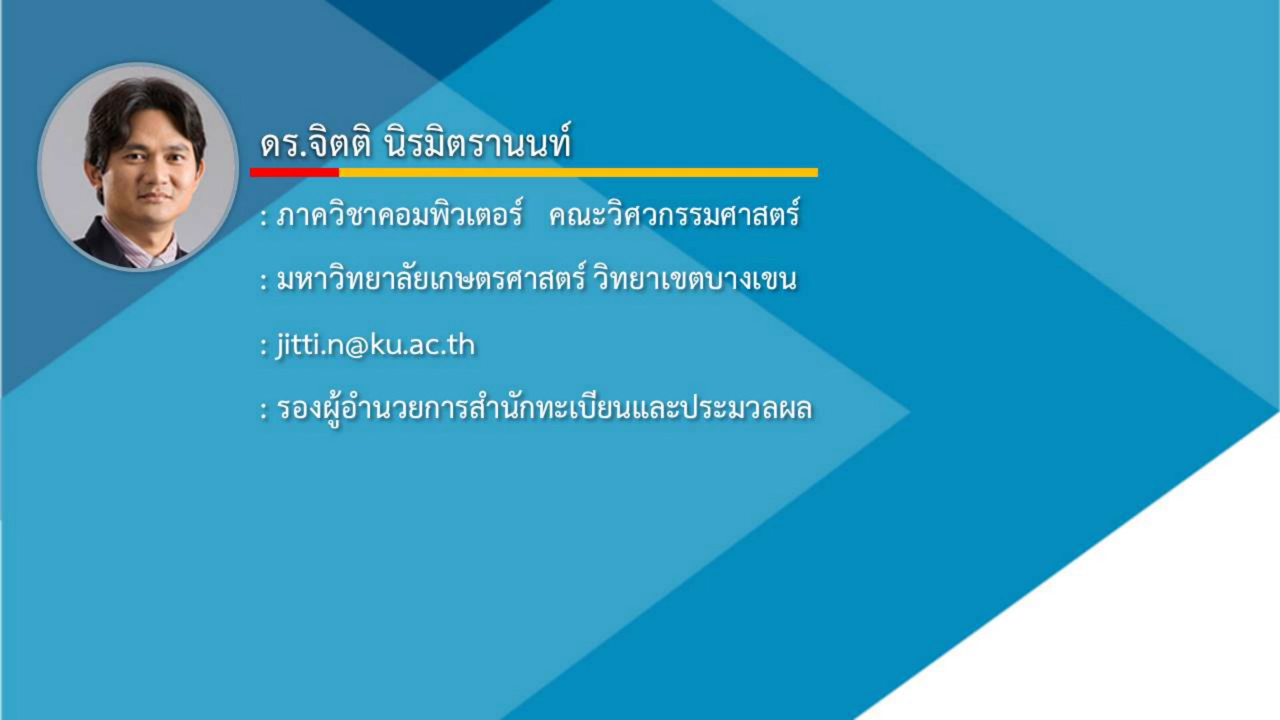 ดร.จิตติ นิรมิตรานนท์
: ภาควิชาคอมพิวเตอร์ คณะวิศวกรรมศาสตร์
: มหาวิทยาลัยเกษตรศาสตร์ วิทยาเขตบางเขน
: jitti.n@ku.ac.th
: รองผู้อำนวยการสำนักทะเบียนและประมวลผล